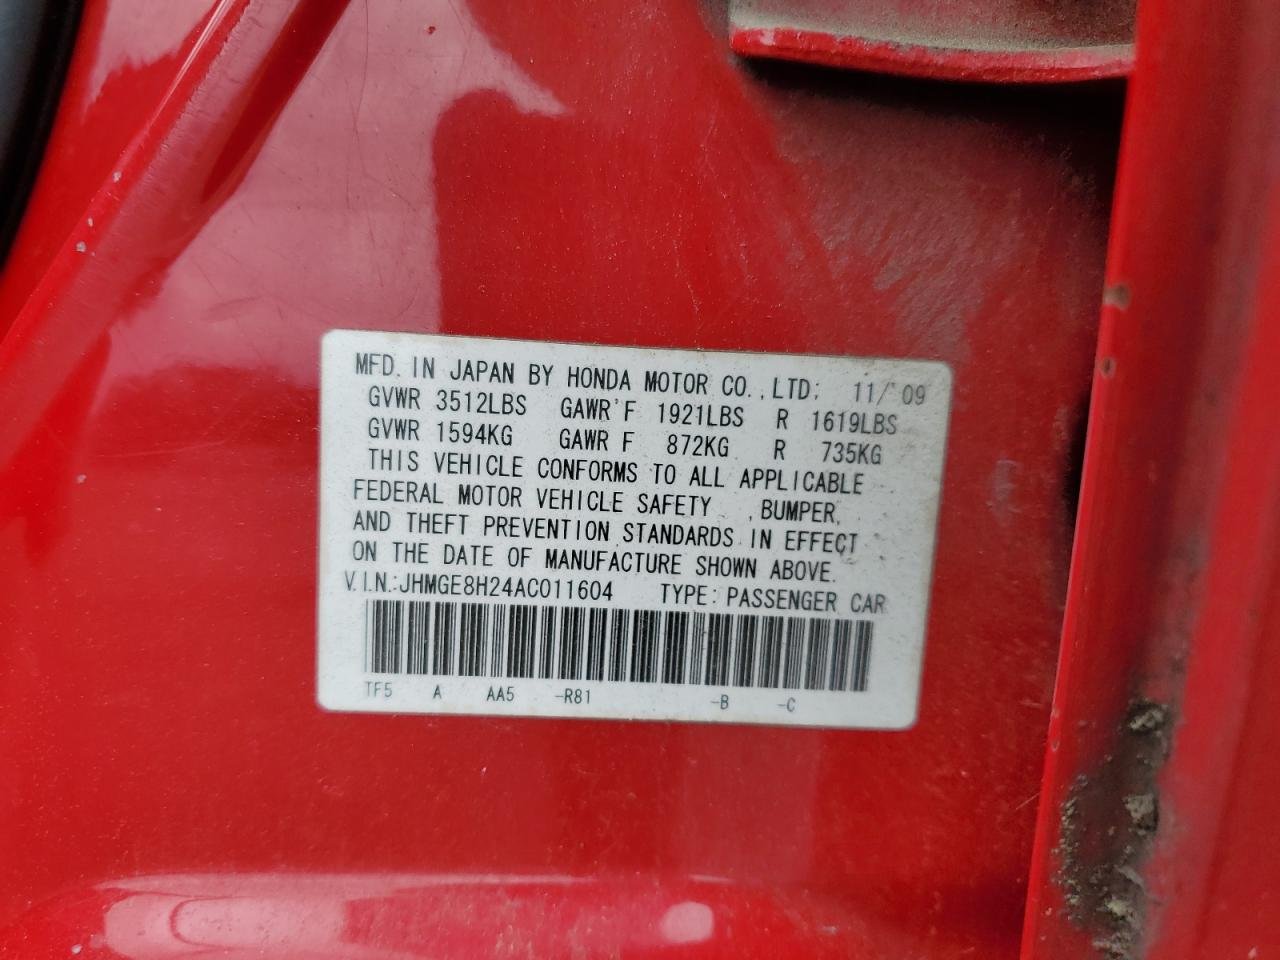 MFD. IN JAPAN BY HONDA MOTOR CO., LTD; 11/'09
GVWR 3512LBS GAWR'F 1921LBS R 1619LBS
GVWR 1594KG GAWR F 872KG R 735KG
THIS VEHICLE CONFORMS TO ALL APPLICABLE
FEDERAL MOTOR VEHICLE SAFETY , BUMPER,
AND THEFT PREVENTION STANDARDS IN EFFECT
ON THE DATE OF MANUFACTURE SHOWN ABOVE.
V.I.N.:JHMGE8H24AC011604 TYPE: PASSENGER CAR
TF5 A AA5 -R81 -B -C